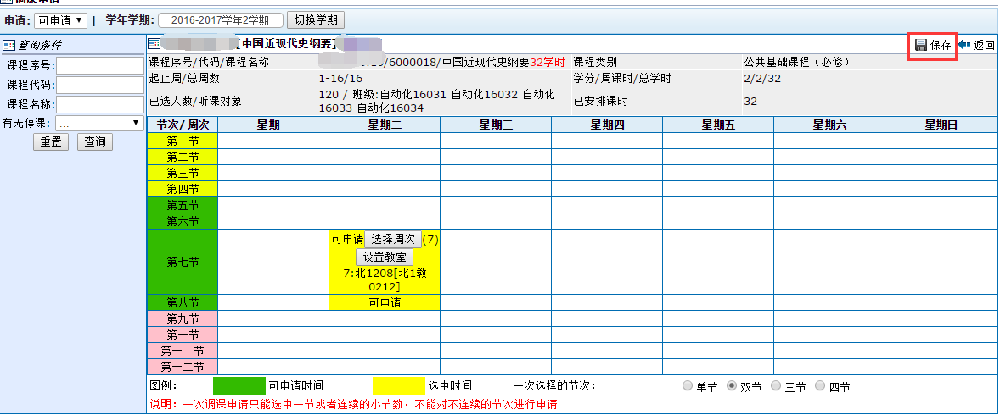 申请: 可申请 | 学年学期: 2016-2017学年2学期 切换学期
查询条件
课程序号:
课程代码:
课程名称:
有无停课: ...
重置 查询
[中国近现代史纲要] 保存 返回
课程序号/代码/课程名称 /6000018/中国近现代史纲要32学时 课程类别 公共基础课程（必修）
起止周/总周数 1-16/16 学分/周课时/总学时 2/2/32
已选人数/听课对象 120 / 班级:自动化16031 自动化16032 自动化
16033 自动化16034 已安排课时 32
节次/周次 星期一 星期二 星期三 星期四 星期五 星期六 星期日
第一节
第二节
第三节
第四节
第五节
第六节
第七节 可申请 选择周次 (7)
设置教室
7:北1208[北1教
0212]
第八节 可申请
第九节
第十节
第十一节
第十二节
图例: 可申请时间 选中时间 一次选择的节次: 单节 双节 三节 四节
说明：一次调课申请只能选中一节或者连续的小节数，不能对不连续的节次进行申请